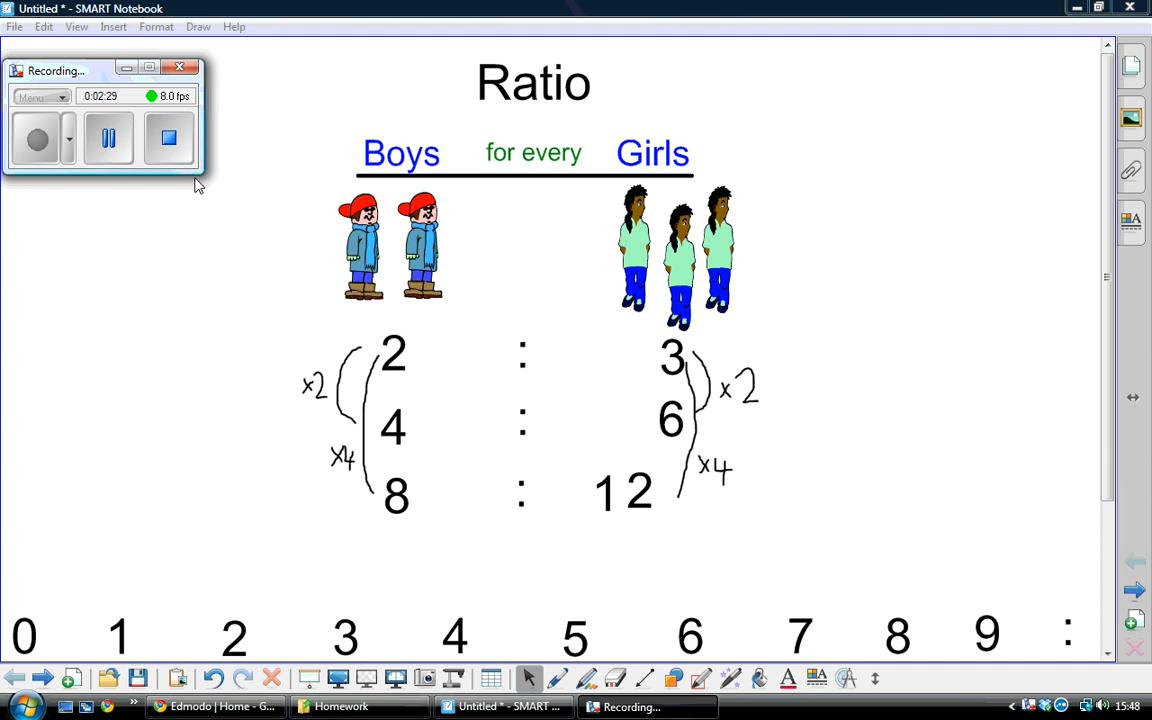 Untitled * - SMART Notebook
File Edit View Insert Format Draw Help
Recording...
Menu 0:02:29 8.0 fps
Ratio
Boys for every Girls
2 : 3
x2 x2
4 : 6
x4 x4
8 : 12
0 1 2 3 4 5 6 7 8 9 :
A
Edmodo | Home - G... Homework Untitled * - SMART ... Recording... 15:48